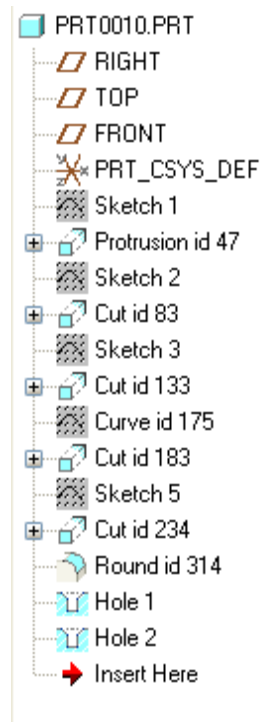 PRT0010.PRT
RIGHT
TOP
FRONT
PRT_CSYS_DEF
Sketch 1
Protrusion id 47
Sketch 2
Cut id 83
Sketch 3
Cut id 133
Curve id 175
Cut id 183
Sketch 5
Cut id 234
Round id 314
Hole 1
Hole 2
Insert Here